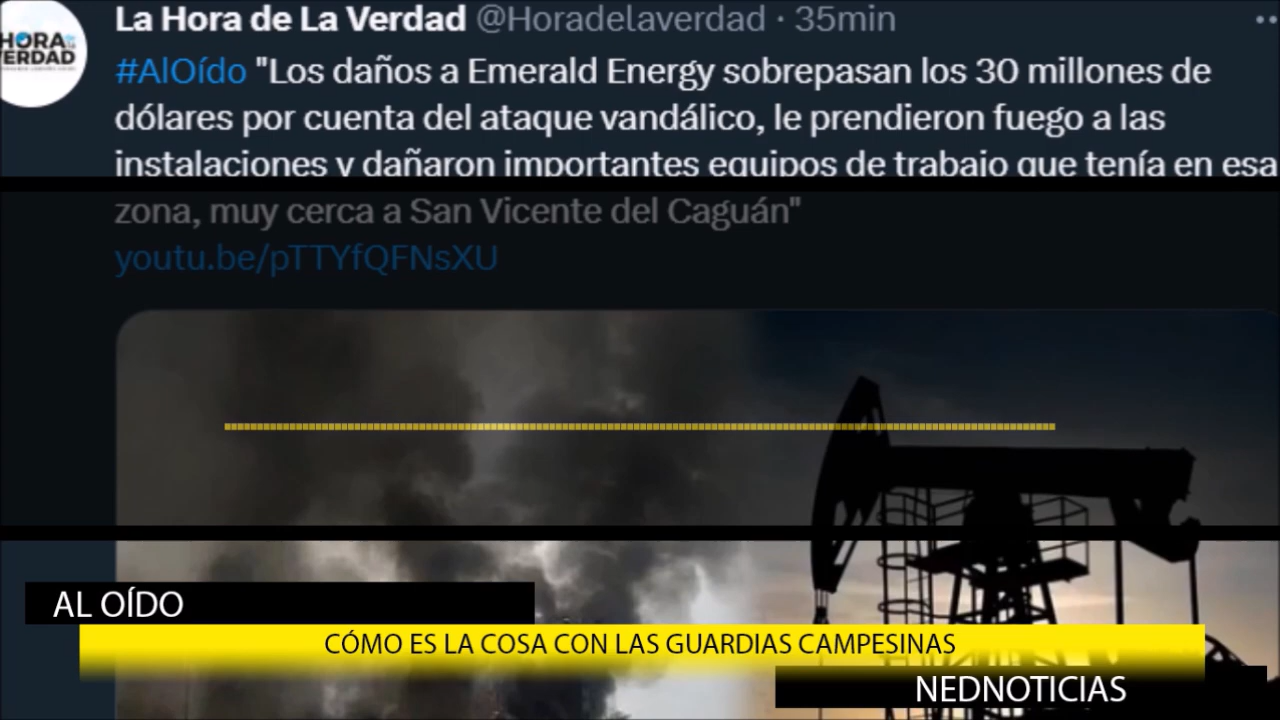 La Hora de La Verdad @Horadelaverdad · 35min
HORA
VERDAD
#AlOído "Los daños a Emerald Energy sobrepasan los 30 millones de
dólares por cuenta del ataque vandálico, le prendieron fuego a las
instalaciones y dañaron importantes equipos de trabajo que tenía en esa
zona, muy cerca a San Vicente del Caguán"
youtu.be/pTTYfQFNsXU
AL OÍDO
CÓMO ES LA COSA CON LAS GUARDIAS CAMPESINAS
NEDNOTICIAS